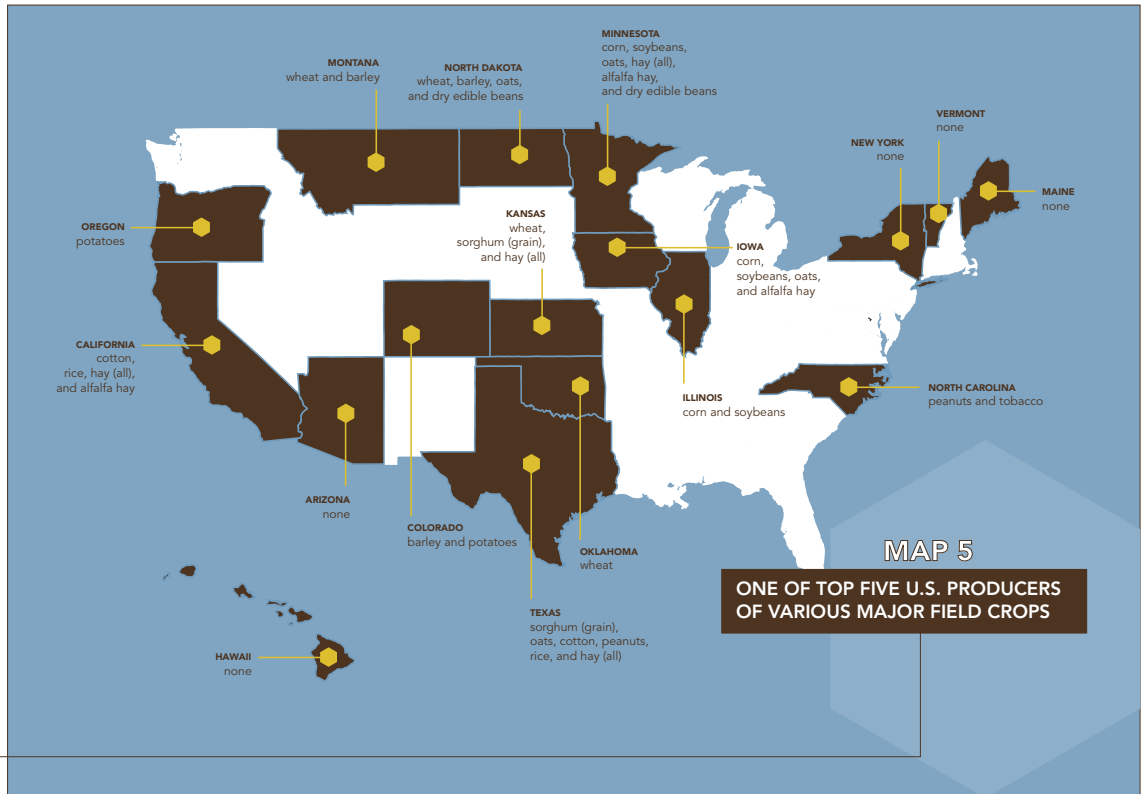 MONTANA
wheat and barley
NORTH DAKOTA
wheat, barley, oats,
and dry edible beans
MINNESOTA
corn, soybeans,
oats, hay (all),
alfalfa hay,
and dry edible beans
VERMONT
none
NEW YORK
none
MAINE
none
OREGON
potatoes
KANSAS
wheat,
sorghum (grain),
and hay (all)
IOWA
corn,
soybeans, oats,
and alfalfa hay
CALIFORNIA
cotton,
rice, hay (all),
and alfalfa hay
ILLINOIS
corn and soybeans
NORTH CAROLINA
peanuts and tobacco
ARIZONA
none
COLORADO
barley and potatoes
OKLAHOMA
wheat
TEXAS
sorghum (grain),
oats, cotton, peanuts,
rice, and hay (all)
HAWAII
none
MAP 5
ONE OF TOP FIVE U.S. PRODUCERS
OF VARIOUS MAJOR FIELD CROPS